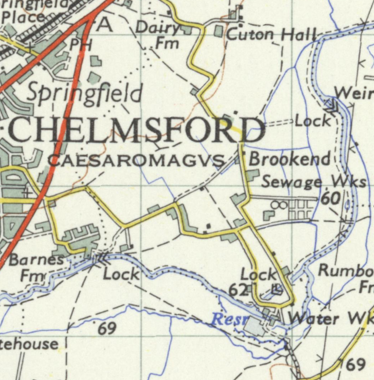 Springfield
Place
A
PH
Dairy
Fm
Cuton Hall
Springfield
Weir
Lock
CHELMSFORD
CAESAROMAGVS
Brookend
Sewage Wks
60
Barnes
Fm
Lock
Lock
62
Rumbo
Fm
Resr
Water Wk
69
tehouse
69